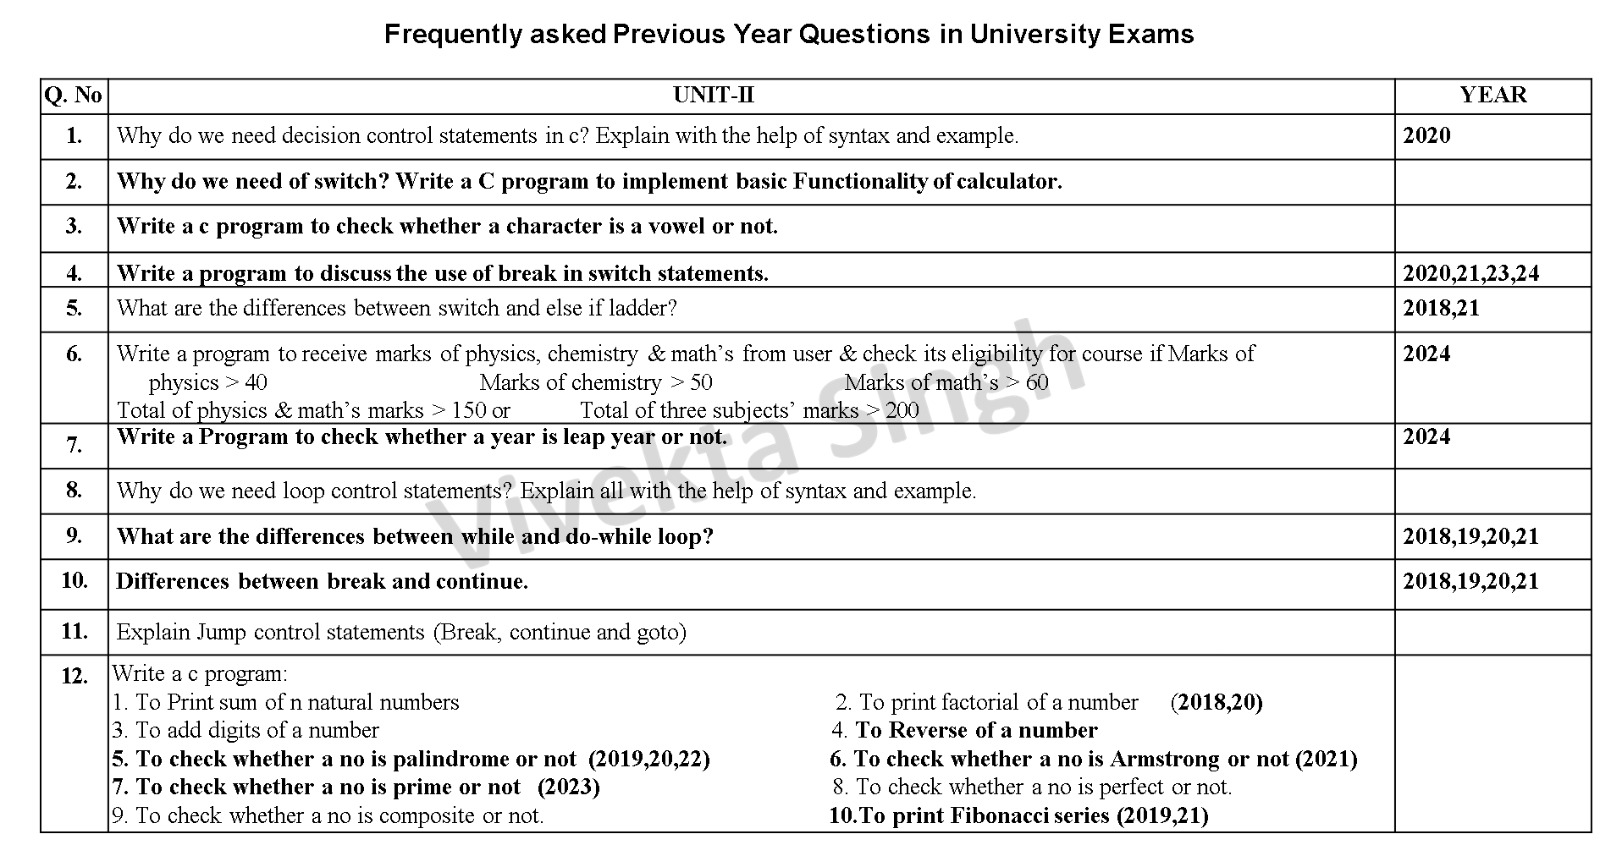 Frequently asked Previous Year Questions in University Exams
Q. No UNIT-II YEAR
1. Why do we need decision control statements in c? Explain with the help of syntax and example. 2020
2. Why do we need of switch? Write a C program to implement basic Functionality of calculator.
3. Write a c program to check whether a character is a vowel or not.
4. Write a program to discuss the use of break in switch statements. 2020,21,23,24
5. What are the differences between switch and else if ladder? 2018,21
6. Write a program to receive marks of physics, chemistry & math's from user & check its eligibility for course if Marks of 2024
physics > 40 Marks of chemistry > 50 Marks of math's > 60
Total of physics & math's marks > 150 or Total of three subjects' marks > 200
7. Write a Program to check whether a year is leap year or not. 2024
8. Why do we need loop control statements? Explain all with the help of syntax and example.
9. What are the differences between while and do-while loop? 2018,19,20,21
10. Differences between break and continue. 2018,19,20,21
11. Explain Jump control statements (Break, continue and goto)
12. Write a c program:
1. To Print sum of n natural numbers 2. To print factorial of a number (2018,20)
3. To add digits of a number 4. To Reverse of a number
5. To check whether a no is palindrome or not (2019,20,22) 6. To check whether a no is Armstrong or not (2021)
7. To check whether a no is prime or not (2023) 8. To check whether a no is perfect or not.
9. To check whether a no is composite or not. 10.To print Fibonacci series (2019,21)
Vivekta Singh